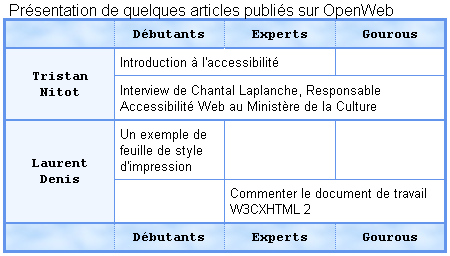 Présentation de quelques articles publiés sur OpenWeb
Débutants Experts Gourous
Tristan
Nitot
Introduction à l'accessibilité
Interview de Chantal Laplanche, Responsable
Accessibilité Web au Ministère de la Culture
Laurent
Denis
Un exemple de
feuille de style
d'impression
Commenter le document de travail
W3CXHTML 2
Débutants Experts Gourous